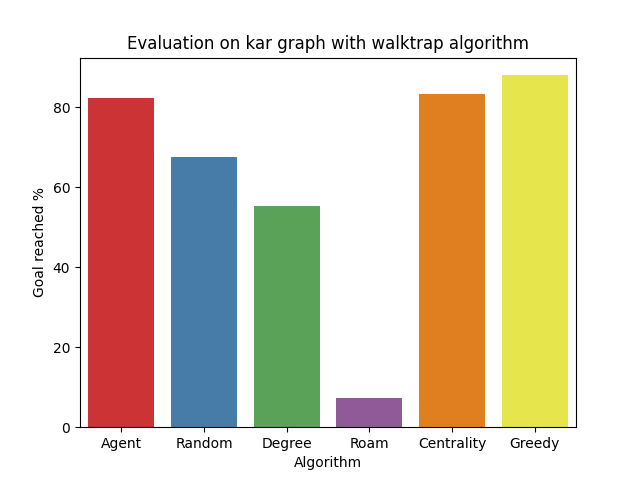 Evaluation on kar graph with walktrap algorithm
Goal reached %
80
60
40
20
0
Agent Random Degree Roam Centrality Greedy
Algorithm